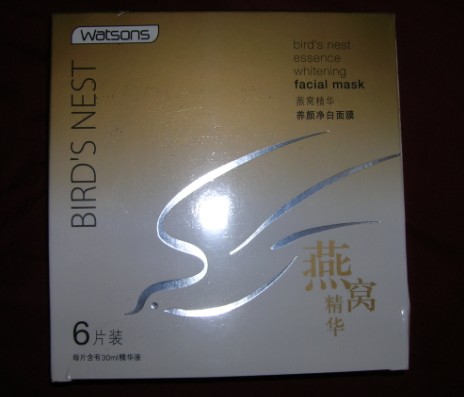 watsons
BIRD'S NEST
bird's nest
essence
whitening
facial mask
燕窝精华
养颜净白面膜
燕窝
精华
6片装
每片含有30ml精华液